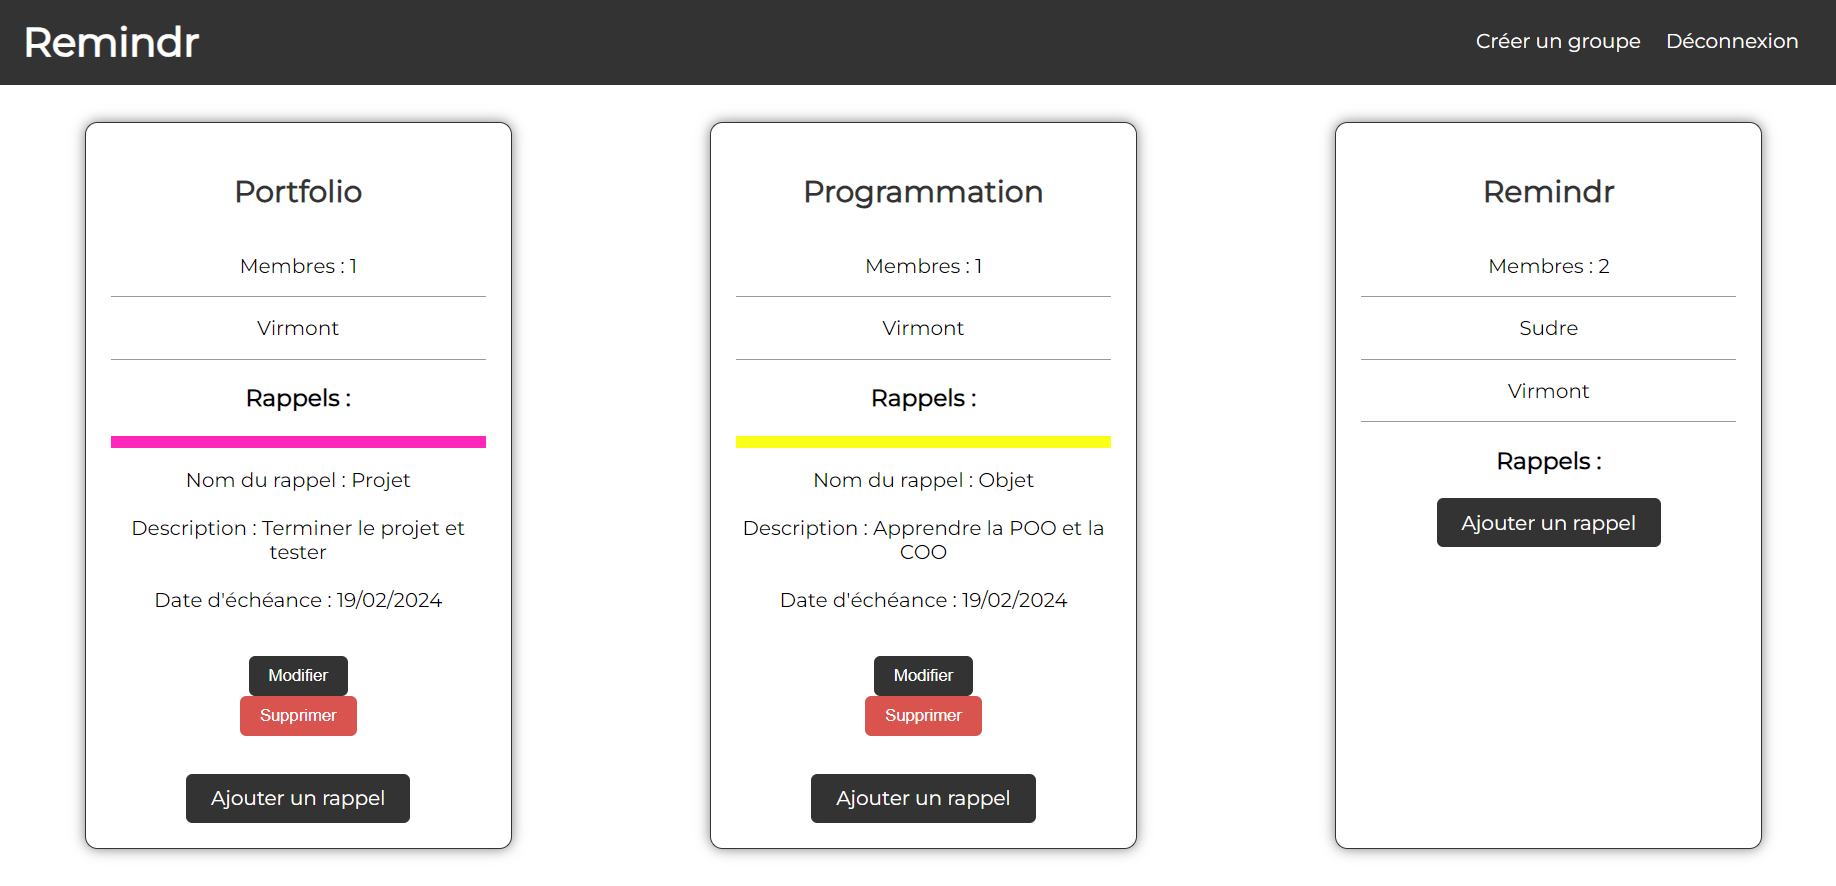 Remindr
Créer un groupe
Déconnexion
Portfolio
Membres : 1
Virmont
Rappels :
Nom du rappel : Projet
Description : Terminer le projet et
tester
Date d'échéance : 19/02/2024
Modifier
Supprimer
Ajouter un rappel
Programmation
Membres : 1
Virmont
Rappels :
Nom du rappel : Objet
Description : Apprendre la POO et la
COO
Date d'échéance : 19/02/2024
Modifier
Supprimer
Ajouter un rappel
Remindr
Membres : 2
Sudre
Virmont
Rappels :
Ajouter un rappel